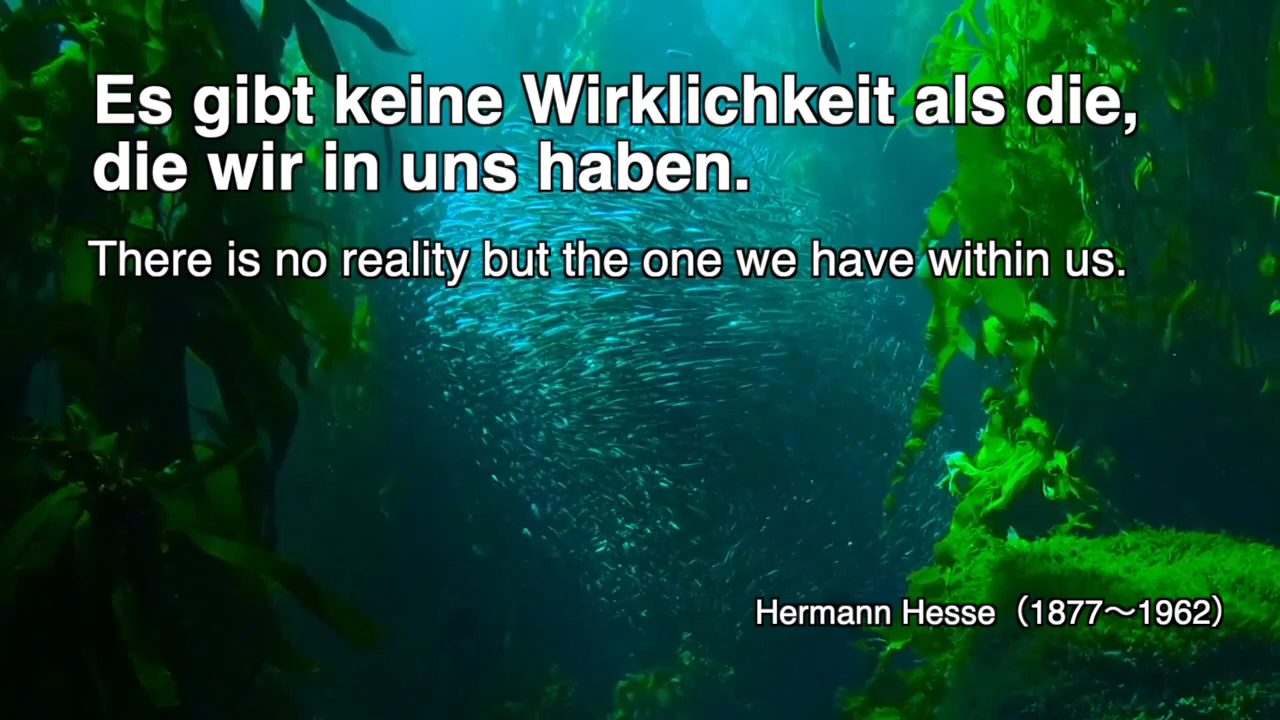 Es gibt keine Wirklichkeit als die,
die wir in uns haben.
There is no reality but the one we have within us.
Hermann Hesse（1877〜1962）